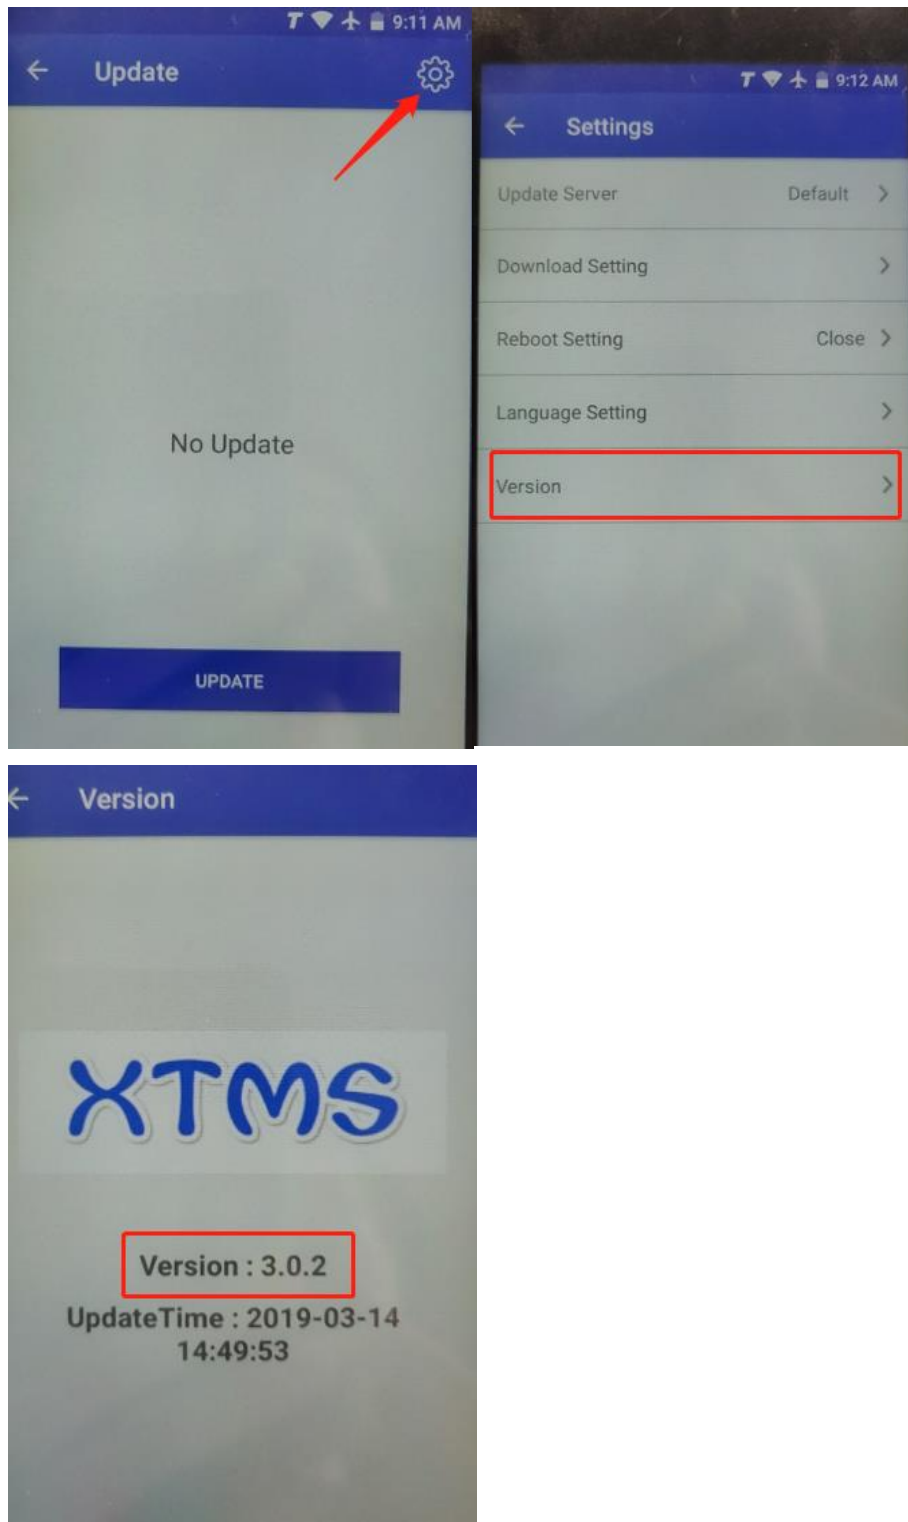 9:11 AM
Update
No Update
UPDATE
9:12 AM
Settings
Update Server Default
Download Setting
Reboot Setting Close
Language Setting
Version
Version
XTMS
Version : 3.0.2
UpdateTime : 2019-03-14
14:49:53